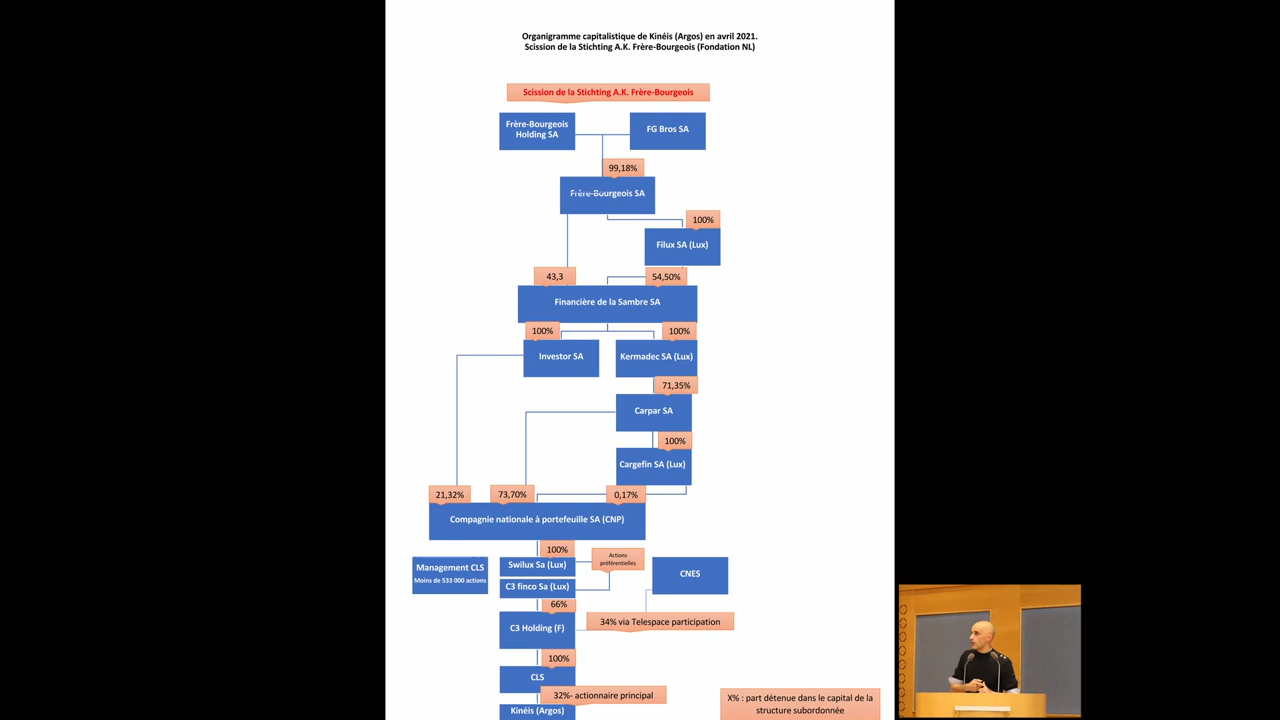 Organigramme capitalistique de Kinéis (Argos) en avril 2021.
Scission de la Stichting A.K. Frère-Bourgeois (Fondation NL)
Scission de la Stichting A.K. Frère-Bourgeois
Frère-Bourgeois
Holding SA
FG Bros SA
99,18%
Frère-Bourgeois SA
100%
Filux SA (Lux)
43,3
54,50%
Financière de la Sambre SA
100%
100%
Investor SA
Kermadec SA (Lux)
71,35%
Carpar SA
100%
Cargefin SA (Lux)
21,32%
73,70%
0,17%
Compagnie nationale à portefeuille SA (CNP)
100%
Actions
préférentielles
Management CLS
Moins de 533 000 actions
Swilux Sa (Lux)
CNES
C3 finco Sa (Lux)
66%
C3 Holding (F)
34% via Telespace participation
100%
CLS
32%- actionnaire principal
Kinéis (Argos)
X% : part détenue dans le capital de la
structure subordonnée